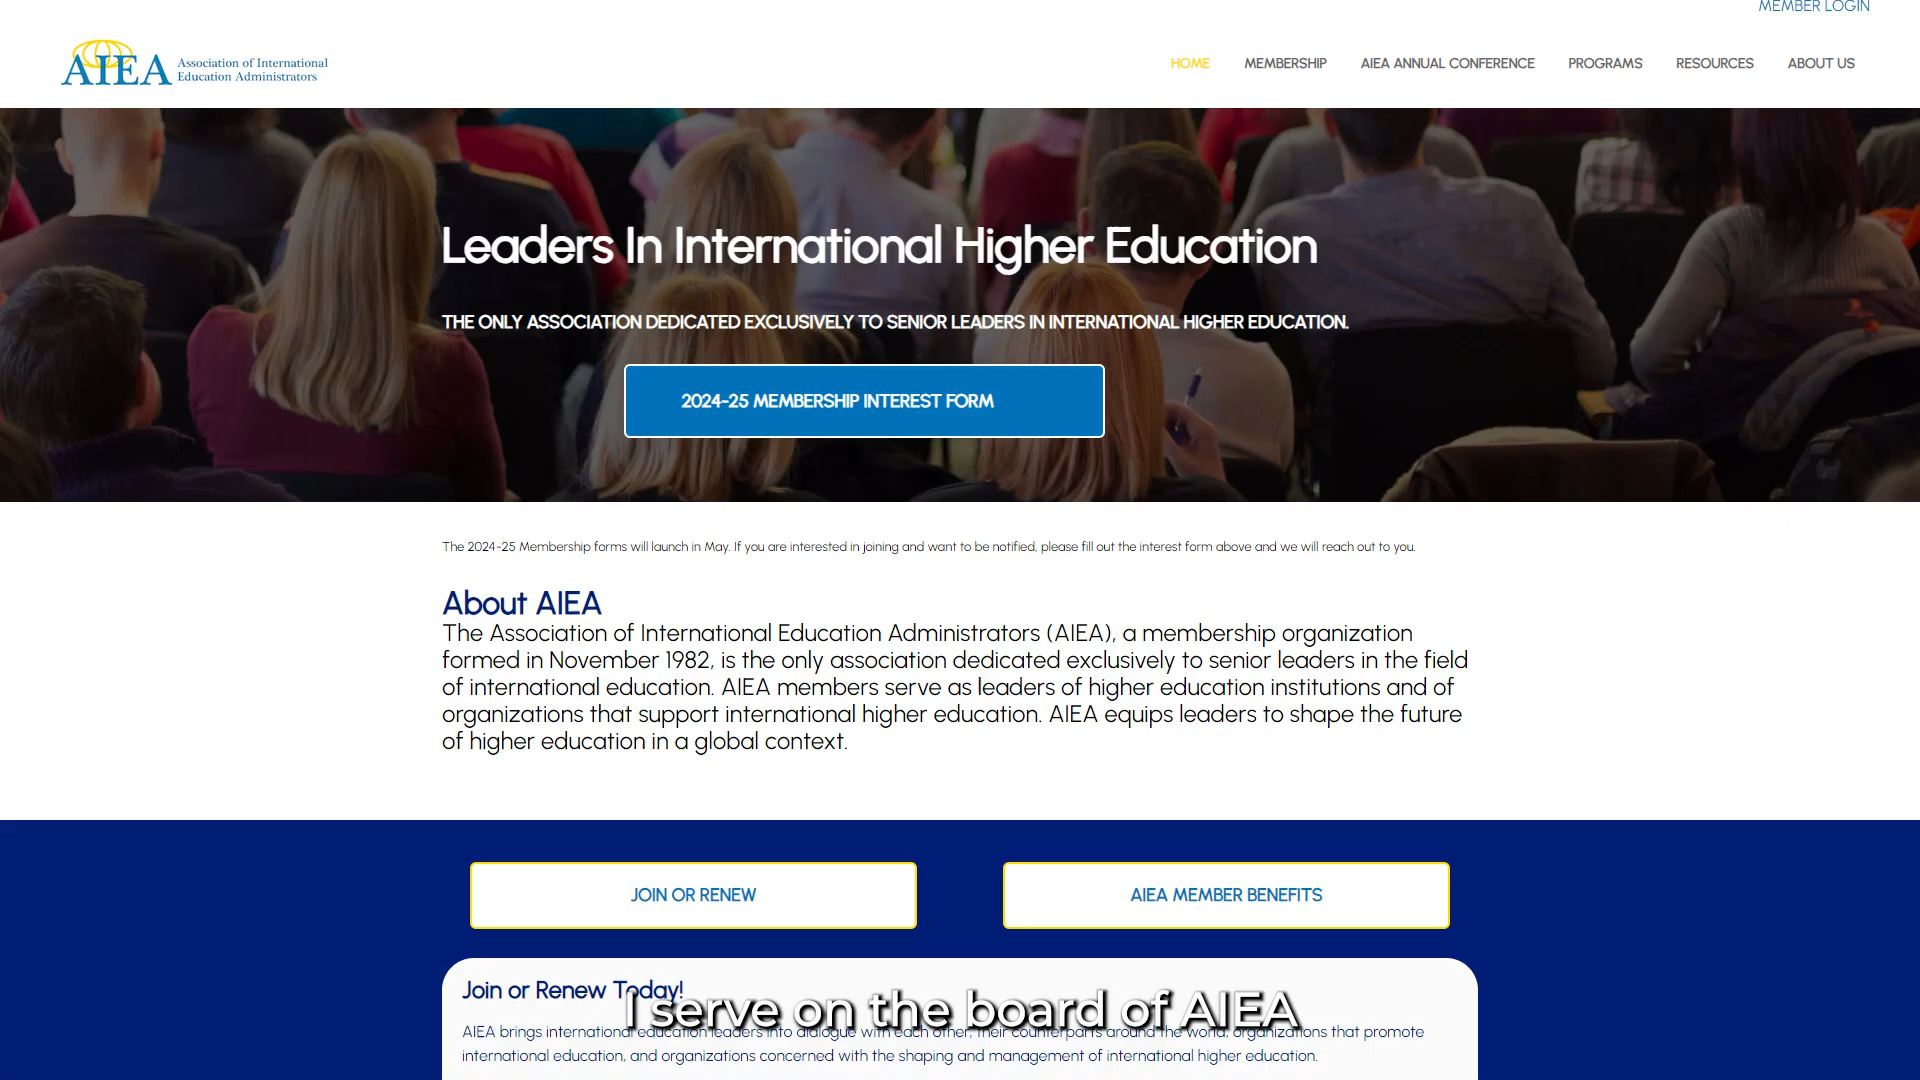 MEMBER LOGIN
AIEA
Association of International
Education Administrators
HOME MEMBERSHIP AIEA ANNUAL CONFERENCE PROGRAMS RESOURCES ABOUT US
Leaders In International Higher Education
THE ONLY ASSOCIATION DEDICATED EXCLUSIVELY TO SENIOR LEADERS IN INTERNATIONAL HIGHER EDUCATION.
2024-25 MEMBERSHIP INTEREST FORM
The 2024-25 Membership forms will launch in May. If you are interested in joining and want to be notified, please fill out the interest form above and we will reach out to you.
About AIEA
The Association of International Education Administrators (AIEA), a membership organization
formed in November 1982, is the only association dedicated exclusively to senior leaders in the field
of international education. AIEA members serve as leaders of higher education institutions and of
organizations that support international higher education. AIEA equips leaders to shape the future
of higher education in a global context.
JOIN OR RENEW
AIEA MEMBER BENEFITS
Join or Renew Today!
I serve on the board of AIEA
AIEA brings international education leaders into dialogue with each other, their counterparts around the world, organizations that promote
international education, and organizations concerned with the shaping and management of international higher education.